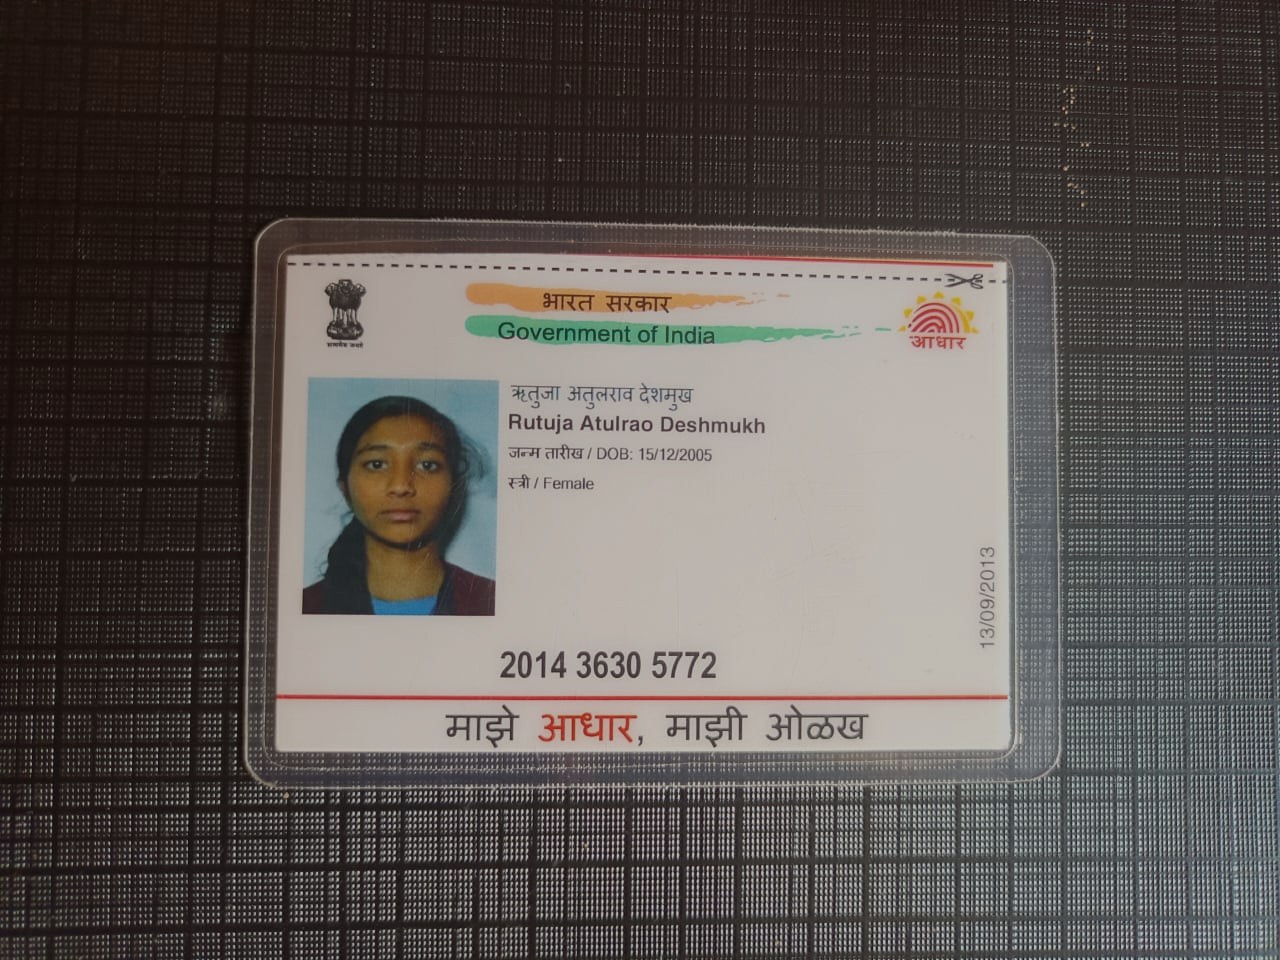 भारत सरकार
Government of India
आधार
ऋतुजा अतुलराव देशमुख
Rutuja Atulrao Deshmukh
जन्म तारीख / DOB: 15/12/2005
स्त्री / Female
13/09/2013
2014 3630 5772
माझे आधार, माझी ओळख